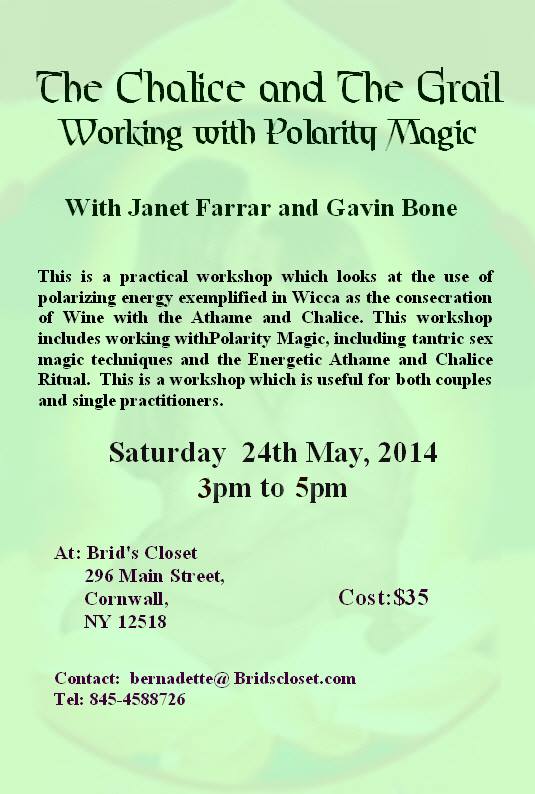 The Chalice and The Grail
Working with Polarity Magic
With Janet Farrar and Gavin Bone
This is a practical workshop which looks at the use of
polarizing energy exemplified in Wicca as the consecration
of Wine with the Athame and Chalice. This workshop
includes working withPolarity Magic, including tantric sex
magic techniques and the Energetic Athame and Chalice
Ritual. This is a workshop which is useful for both couples
and single practitioners.
Saturday 24th May, 2014
3pm to 5pm
At: Brid's Closet
296 Main Street,
Cornwall,
NY 12518
Cost:$35
Contact: bernadette@Bridscloset.com
Tel: 845-4588726